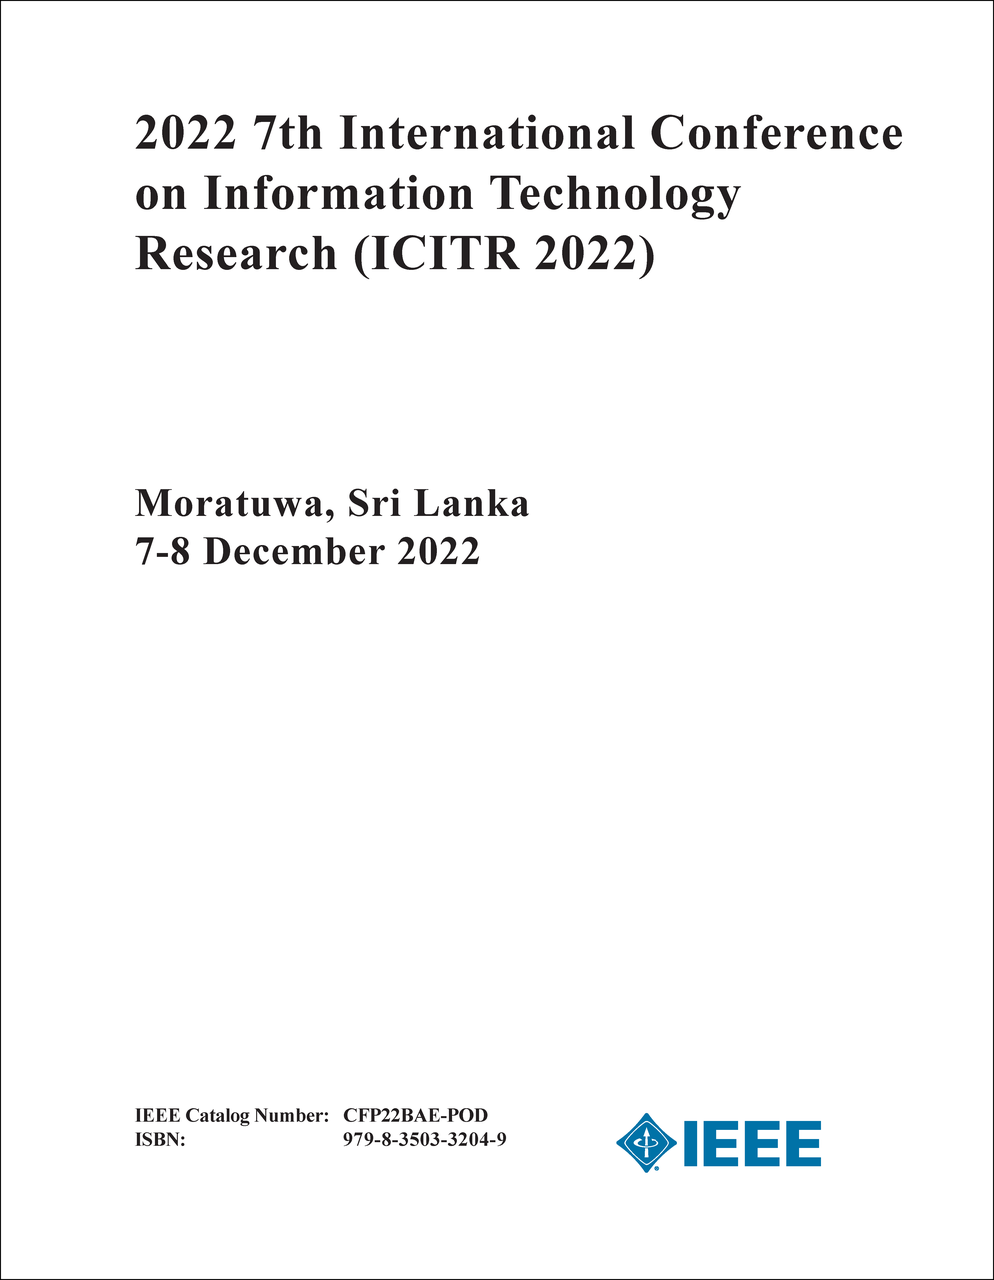 2022 7th International Conference
on Information Technology
Research (ICITR 2022)
Moratuwa, Sri Lanka
7-8 December 2022
IEEE Catalog Number: CFP22BAE-POD
ISBN: 979-8-3503-3204-9
IEEE